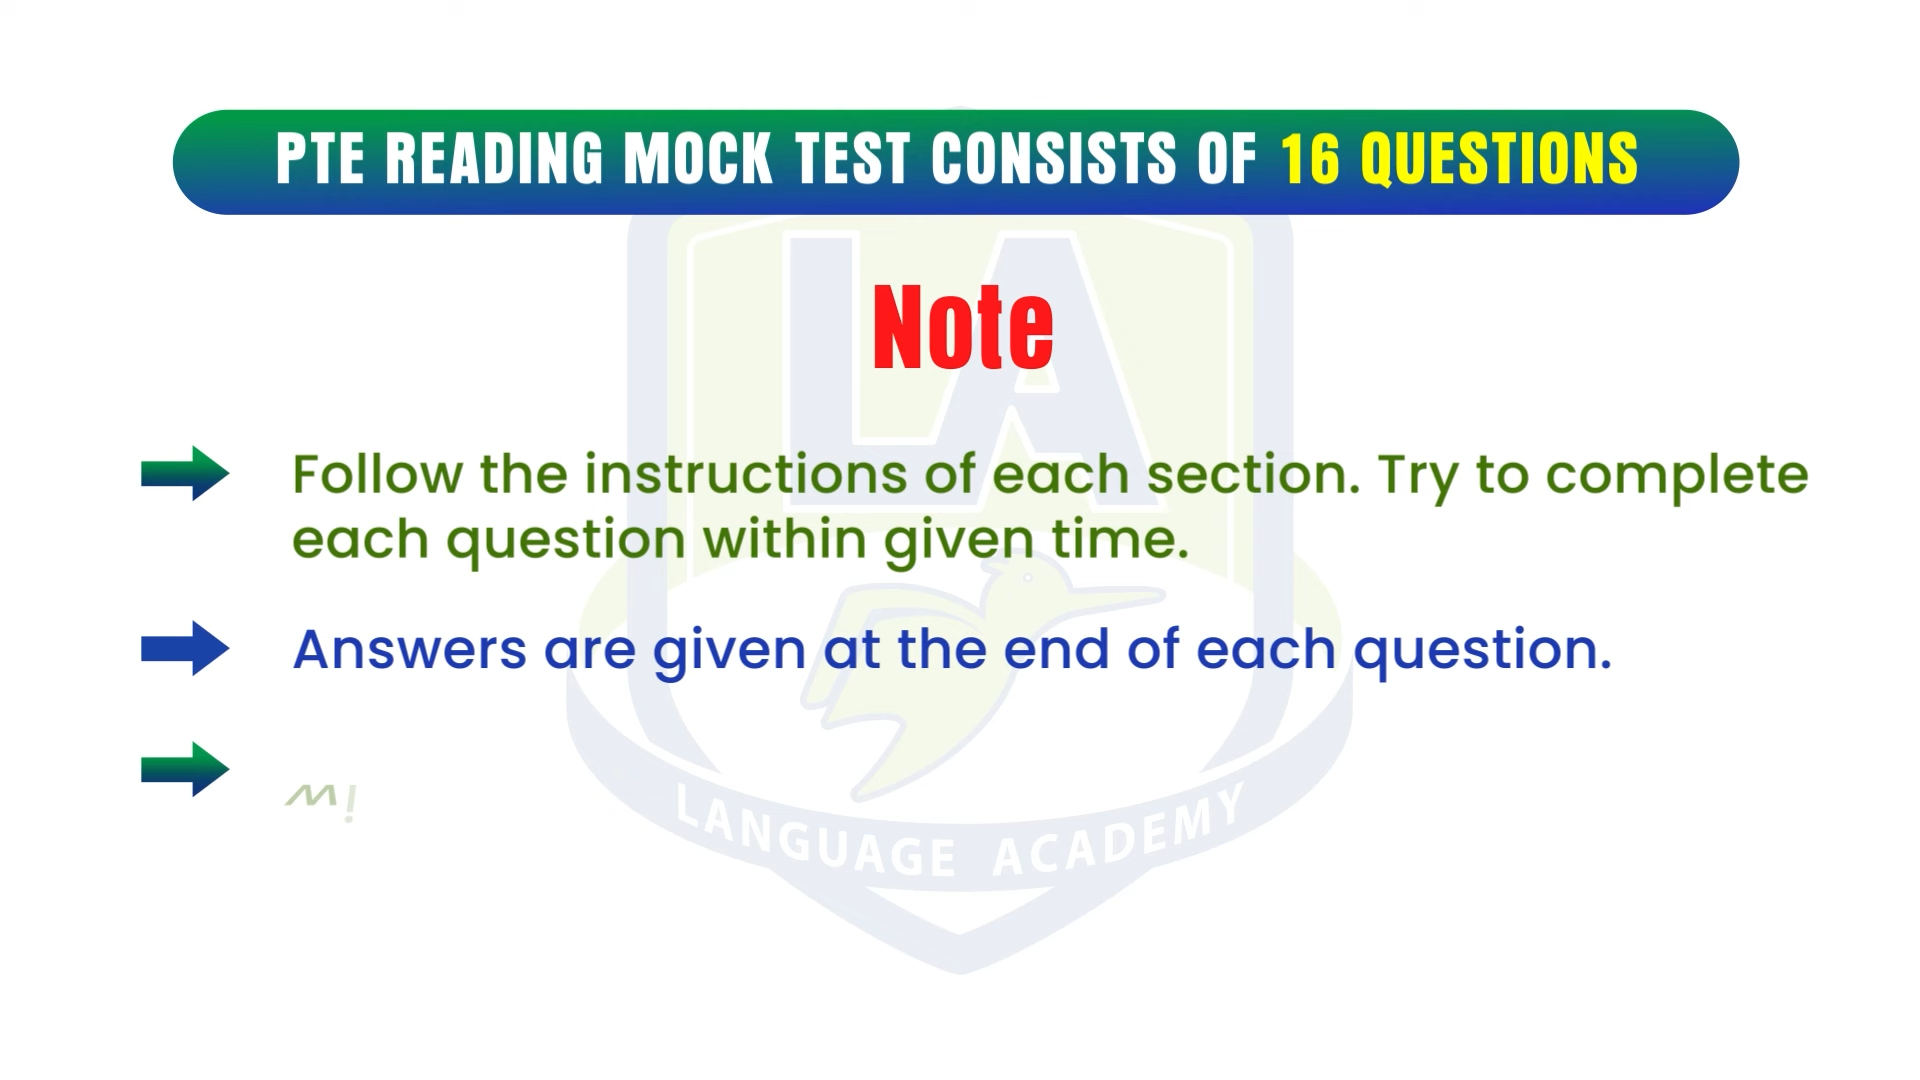 PTE READING MOCK TEST CONSISTS OF 16 QUESTIONS
Note
Follow the instructions of each section. Try to complete
each question within given time.
Answers are given at the end of each question.
LA
LANGUAGE ACADEMY